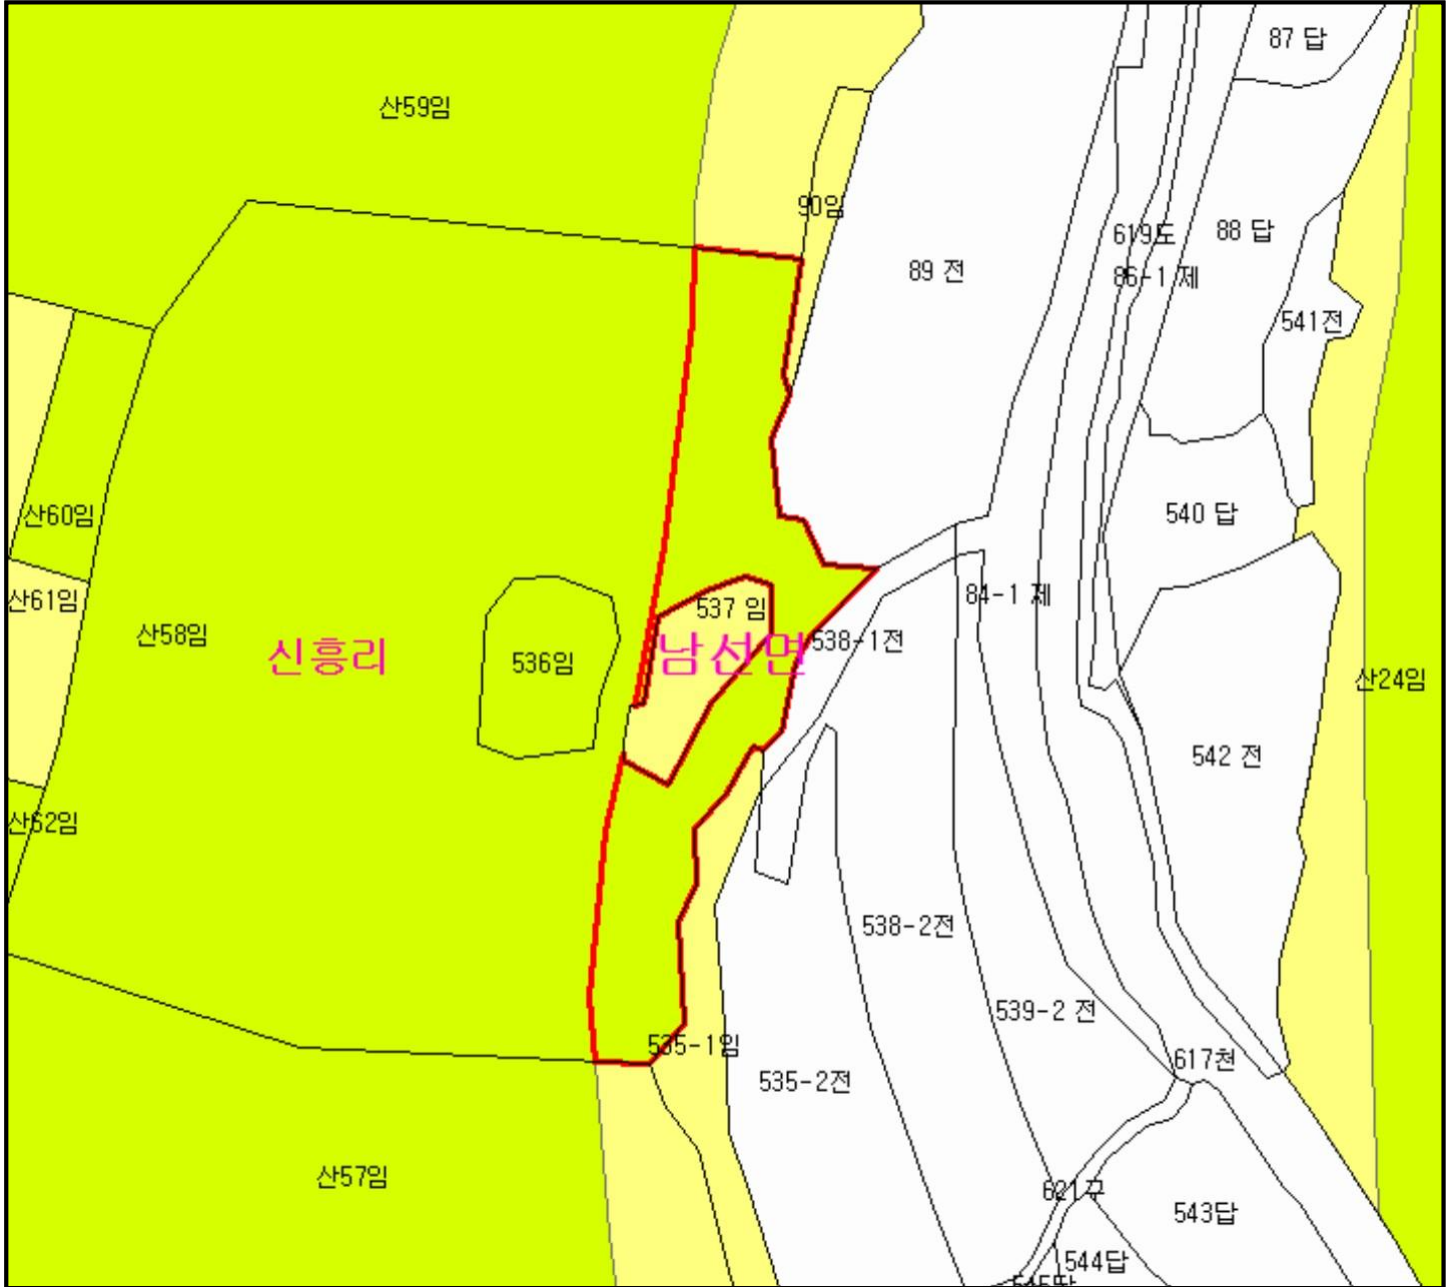 87 답
산59임
90임
619도
88 답
89 전
86-1 제
541전
산60임
540 답
산61임
537 임
84-1 제
산58임
신흥리
536임
남선면
538-1전
산24임
542 전
산62임
538-2전
539-2 전
535-1임
617천
535-2전
산57임
621구
543답
544답